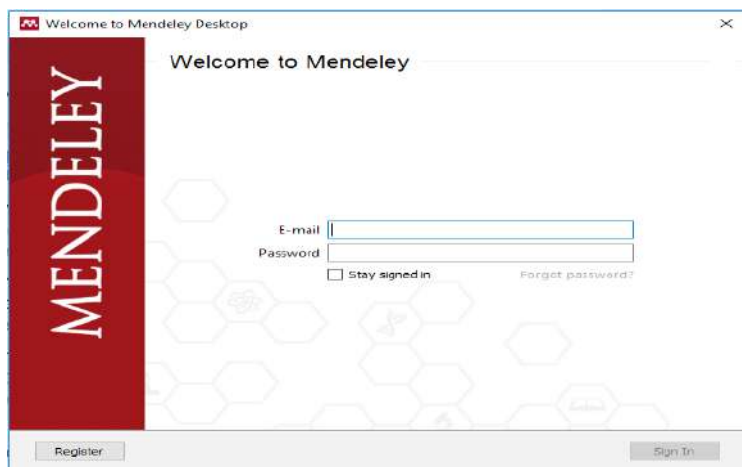 Welcome to Mendeley Desktop
Welcome to Mendeley
MENDELEY
E-mail
Password
Stay signed in
Forgot password?
Register
Sign In